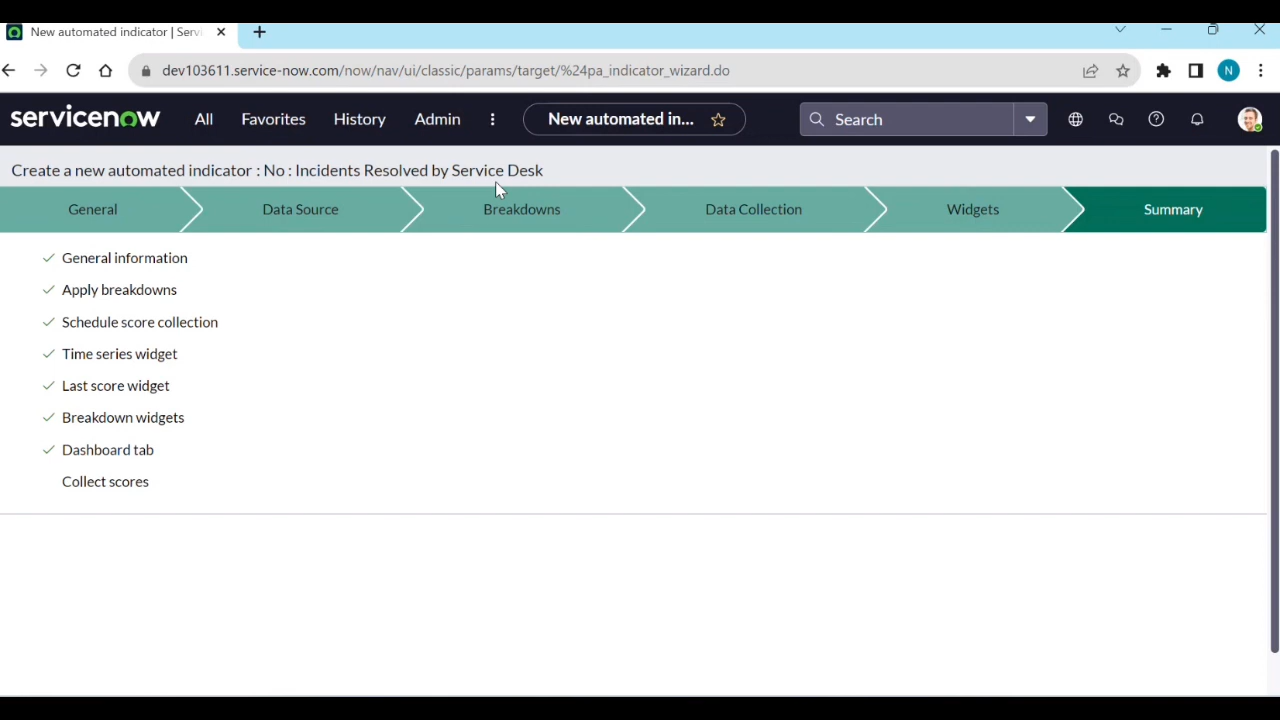 New automated indicator | Servi
dev103611.service-now.com/now/nav/ui/classic/params/target/%24pa_indicator_wizard.do
N
servicenow
All
Favorites
History
Admin
New automated in...
Search
Create a new automated indicator : No : Incidents Resolved by Service Desk
General
Data Source
Breakdowns
Data Collection
Widgets
Summary
General information
Apply breakdowns
Schedule score collection
Time series widget
Last score widget
Breakdown widgets
Dashboard tab
Collect scores